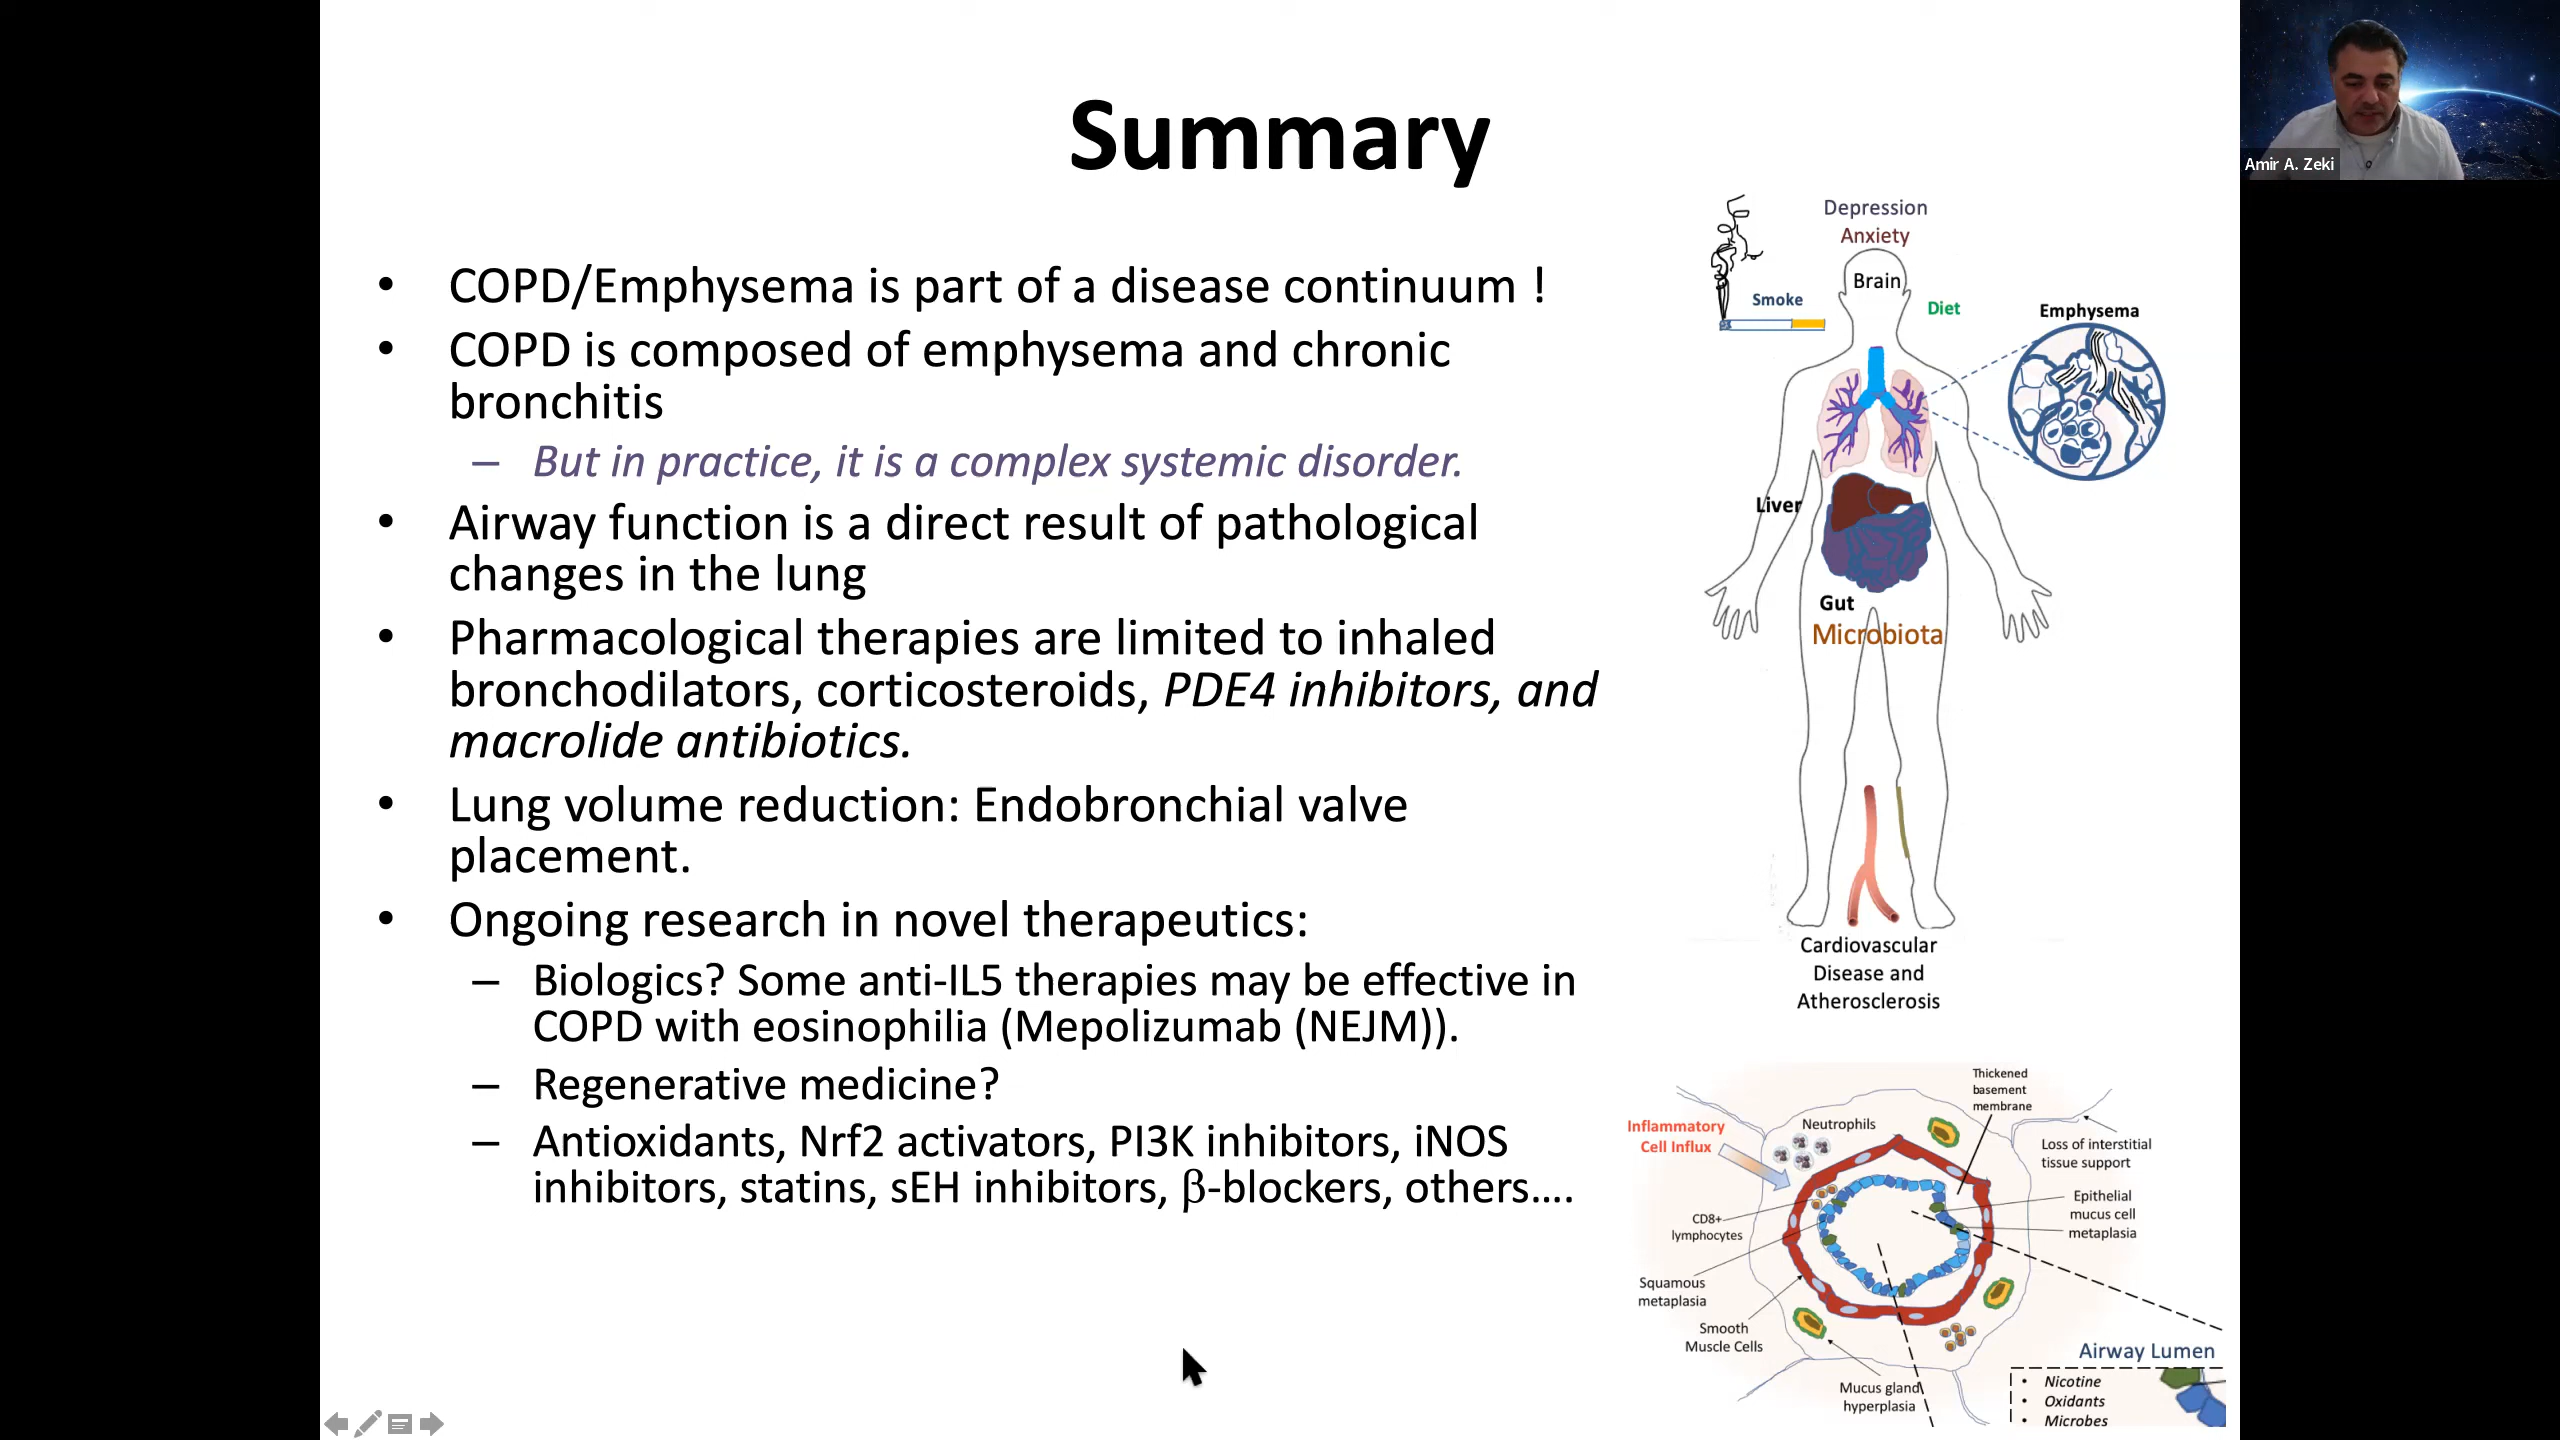 Summary
Amir A. Zeki
• COPD/Emphysema is part of a disease continuum !
• COPD is composed of emphysema and chronic
bronchitis
– But in practice, it is a complex systemic disorder.
• Airway function is a direct result of pathological
changes in the lung
• Pharmacological therapies are limited to inhaled
bronchodilators, corticosteroids, PDE4 inhibitors, and
macrolide antibiotics.
• Lung volume reduction: Endobronchial valve
placement.
• Ongoing research in novel therapeutics:
– Biologics? Some anti-IL5 therapies may be effective in
COPD with eosinophilia (Mepolizumab (NEJM)).
– Regenerative medicine?
– Antioxidants, Nrf2 activators, PI3K inhibitors, iNOS
inhibitors, statins, sEH inhibitors, β-blockers, others....
Depression
Anxiety
Brain
Smoke
Diet
Emphysema
Liver
Gut
Microbiota
Cardiovascular
Disease and
Atherosclerosis
Thickened
basement
membrane
Inflammatory
Cell Influx
Neutrophils
Loss of interstitial
tissue support
Epithelial
mucus cell
metaplasia
CD8+
lymphocytes
Squamous
metaplasia
Smooth
Muscle Cells
Mucus gland
hyperplasia
Airway Lumen
• Nicotine
• Oxidants
• Microbes